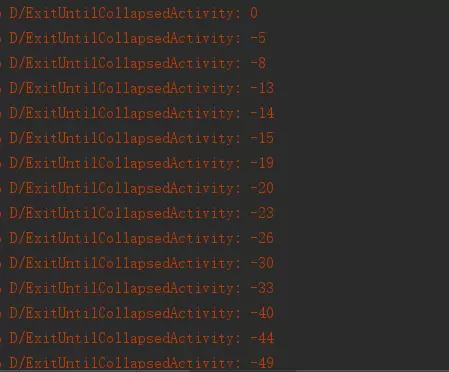 D/ExitUntilCollapsedActivity: 0
D/ExitUntilCollapsedActivity: -5
D/ExitUntilCollapsedActivity: -8
D/ExitUntilCollapsedActivity: -13
D/ExitUntilCollapsedActivity: -14
D/ExitUntilCollapsedActivity: -15
D/ExitUntilCollapsedActivity: -19
D/ExitUntilCollapsedActivity: -20
D/ExitUntilCollapsedActivity: -23
D/ExitUntilCollapsedActivity: -26
D/ExitUntilCollapsedActivity: -30
D/ExitUntilCollapsedActivity: -33
D/ExitUntilCollapsedActivity: -40
D/ExitUntilCollapsedActivity: -44
D/ExitUntilCollapsedActivity: -49